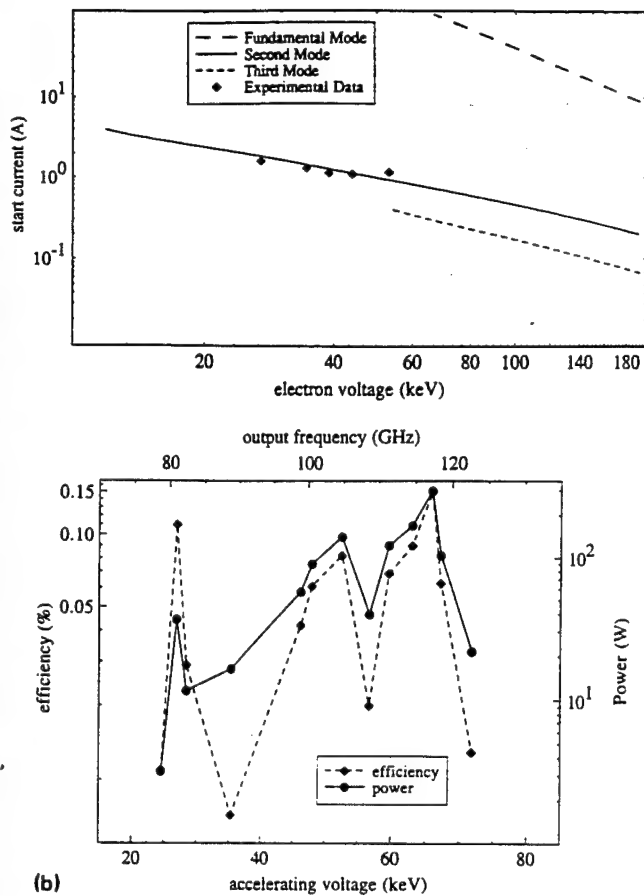 Fundamental Mode
Second Mode
Third Mode
Experimental Data
start current (A)
10^1
10^0
10^-1
20 40 60 80 100 140 180
electron voltage (keV)
output frequency (GHz)
80 100 120
efficiency (%)
0.15
0.10
0.05
Power (W)
10^2
10^1
efficiency
power
20 40 60 80
accelerating voltage (keV)
(b)